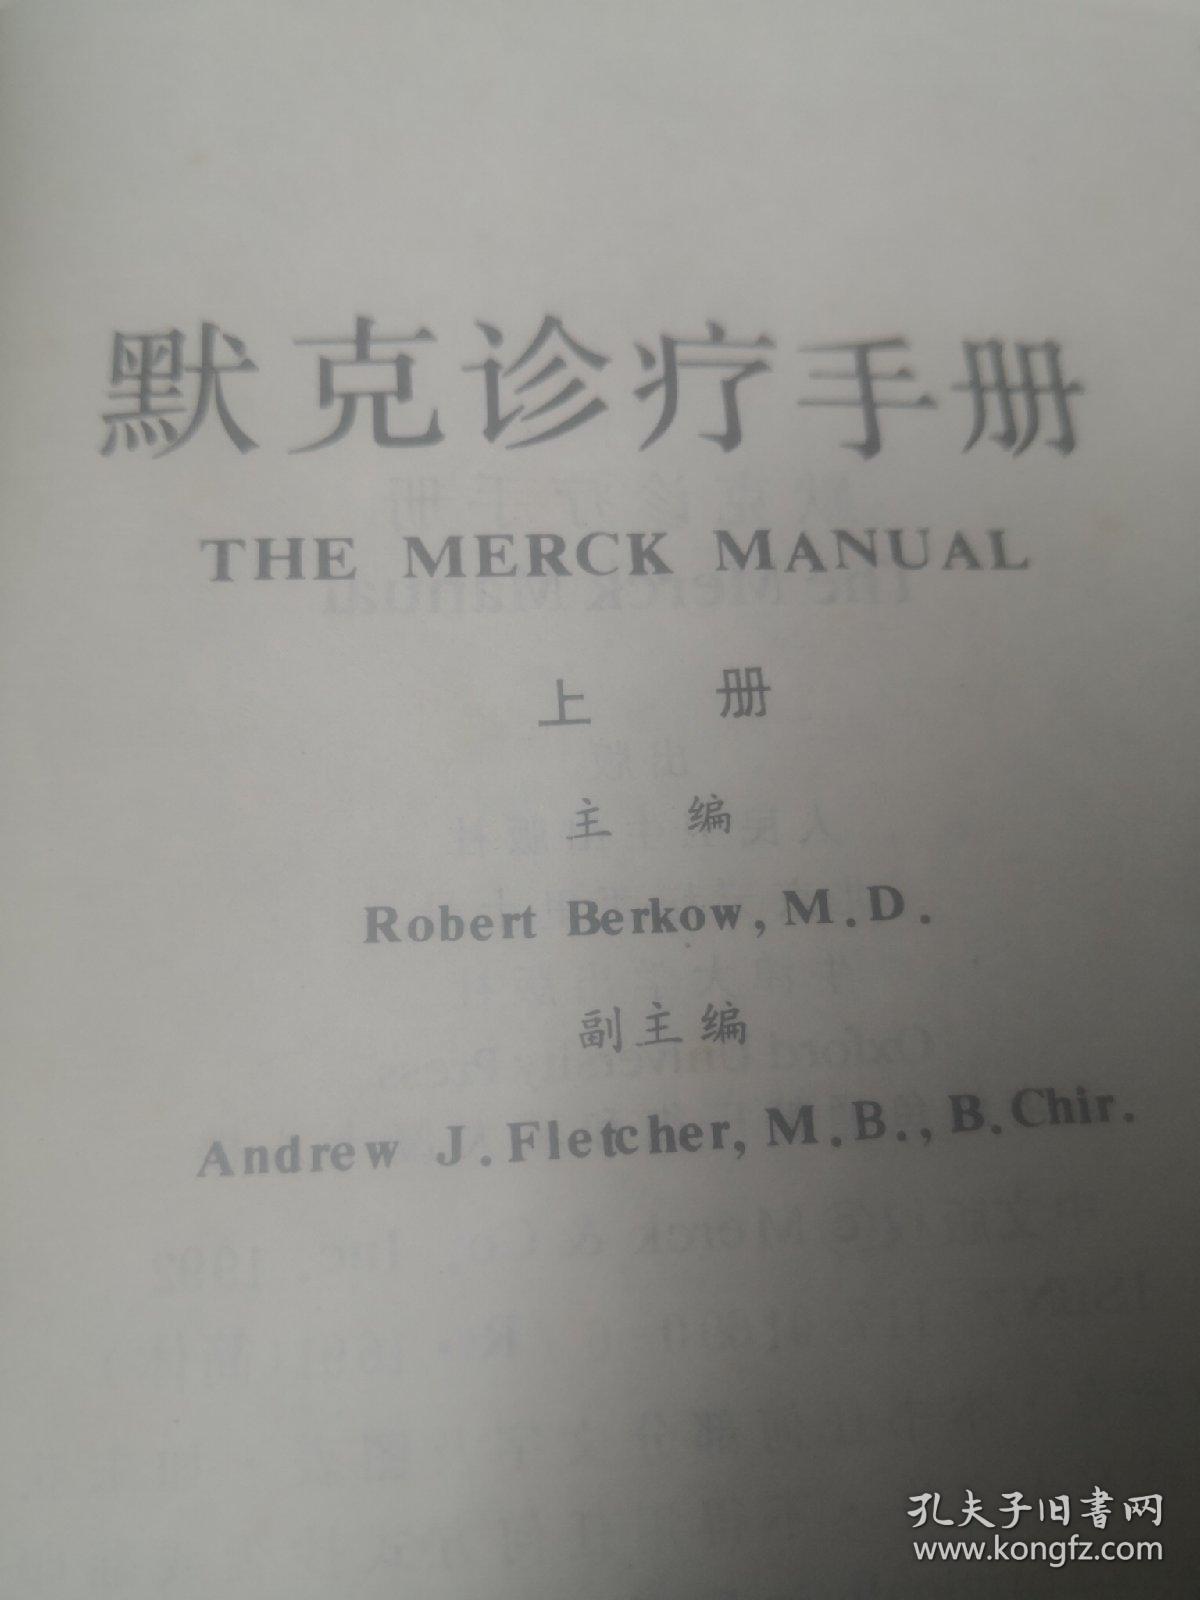 默克诊疗手册
THE MERCK MANUAL
上 册
主 编
Robert Berkow, M.D.
副主编
Andrew J. Fletcher, M.B., B.Chir.
孔夫子旧书网
www.kongfz.com